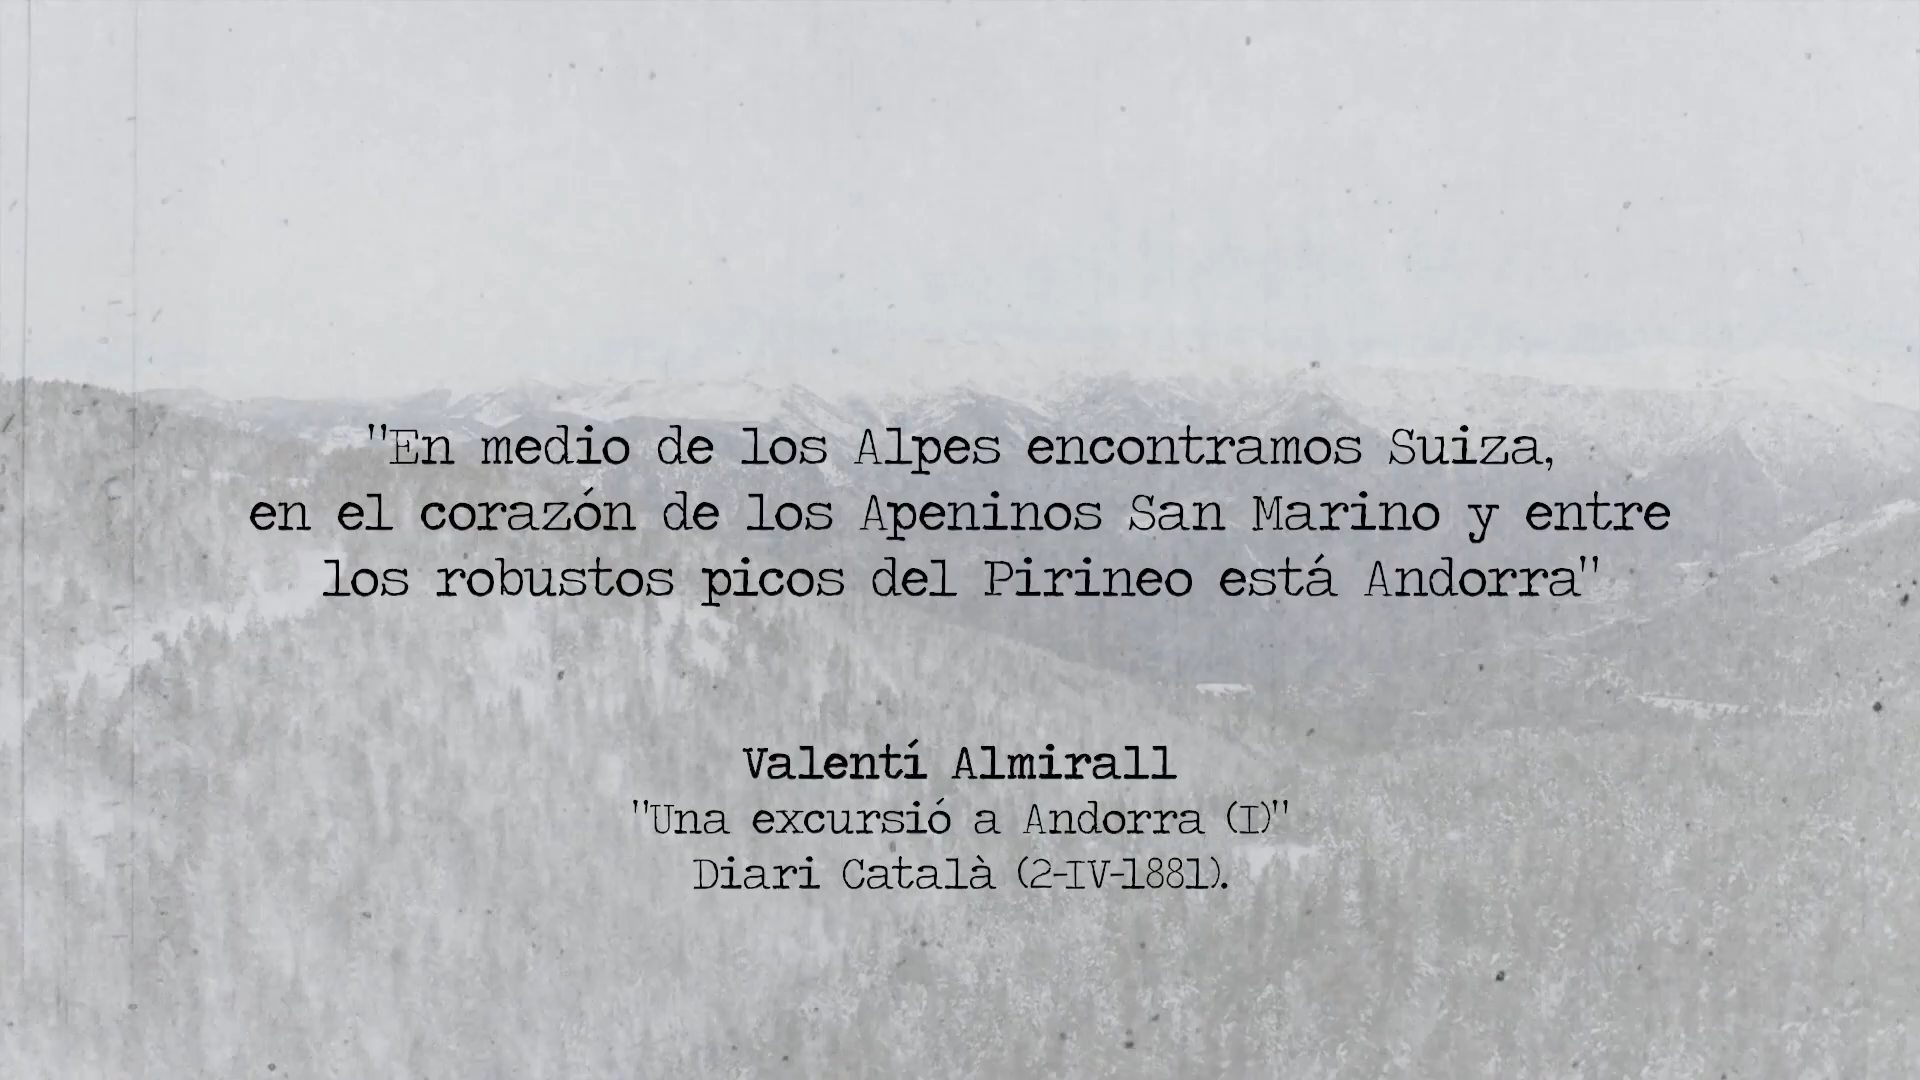 "En medio de los Alpes encontramos Suiza,
en el corazón de los Apeninos San Marino y entre
los robustos picos del Pirineo está Andorra"
Valentí Almirall
"Una excursió a Andorra (I)"
Diari Català (2-IV-1881).